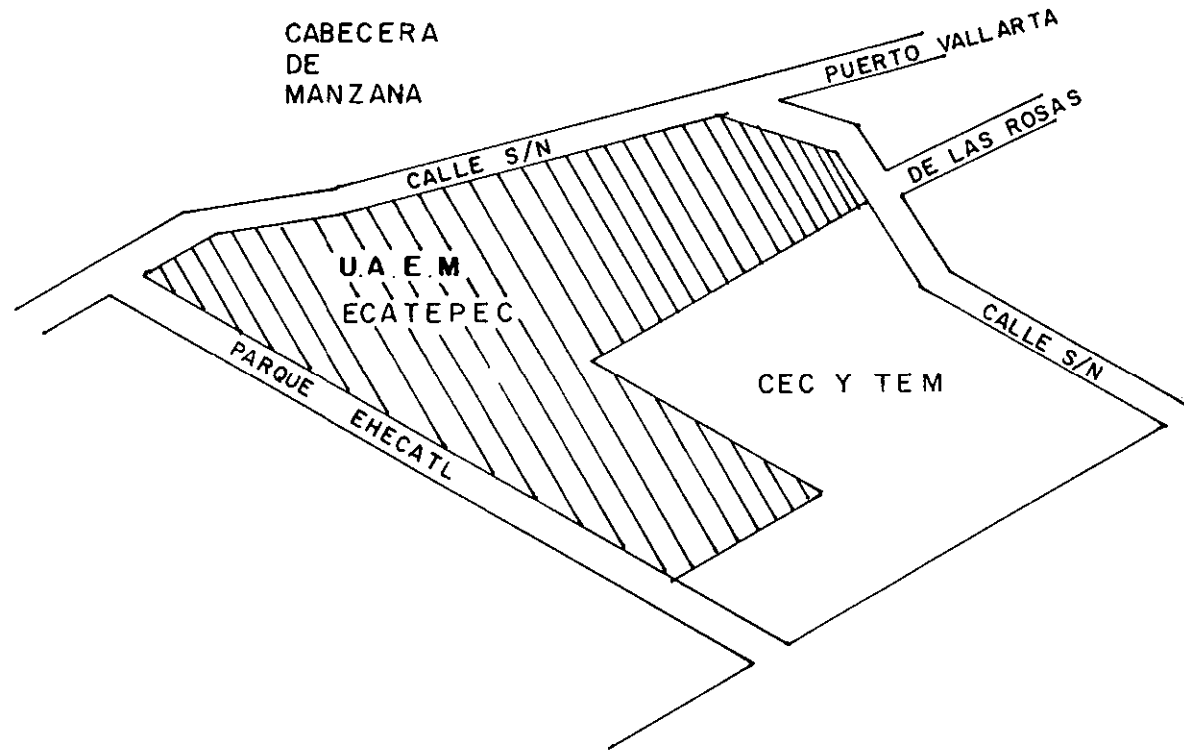 CABECERA
DE
MANZANA
PUERTO VALLARTA
DE LAS ROSAS
CALLE S/N
U.A.E.M
ECATEPEC
PARQUE EHECATL
CEC Y TEM
CALLE S/N